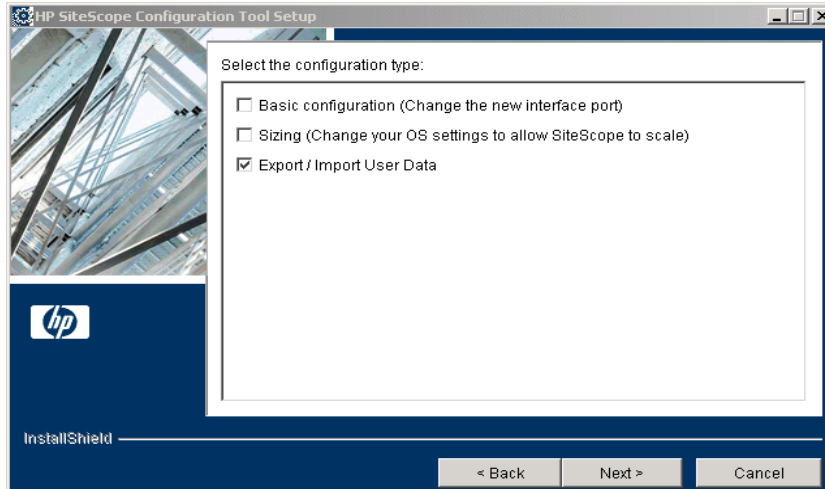 HP SiteScope Configuration Tool Setup
Select the configuration type:
Basic configuration (Change the new interface port)
Sizing (Change your OS settings to allow SiteScope to scale)
Export / Import User Data
hp
InstallShield
< Back
Next >
Cancel